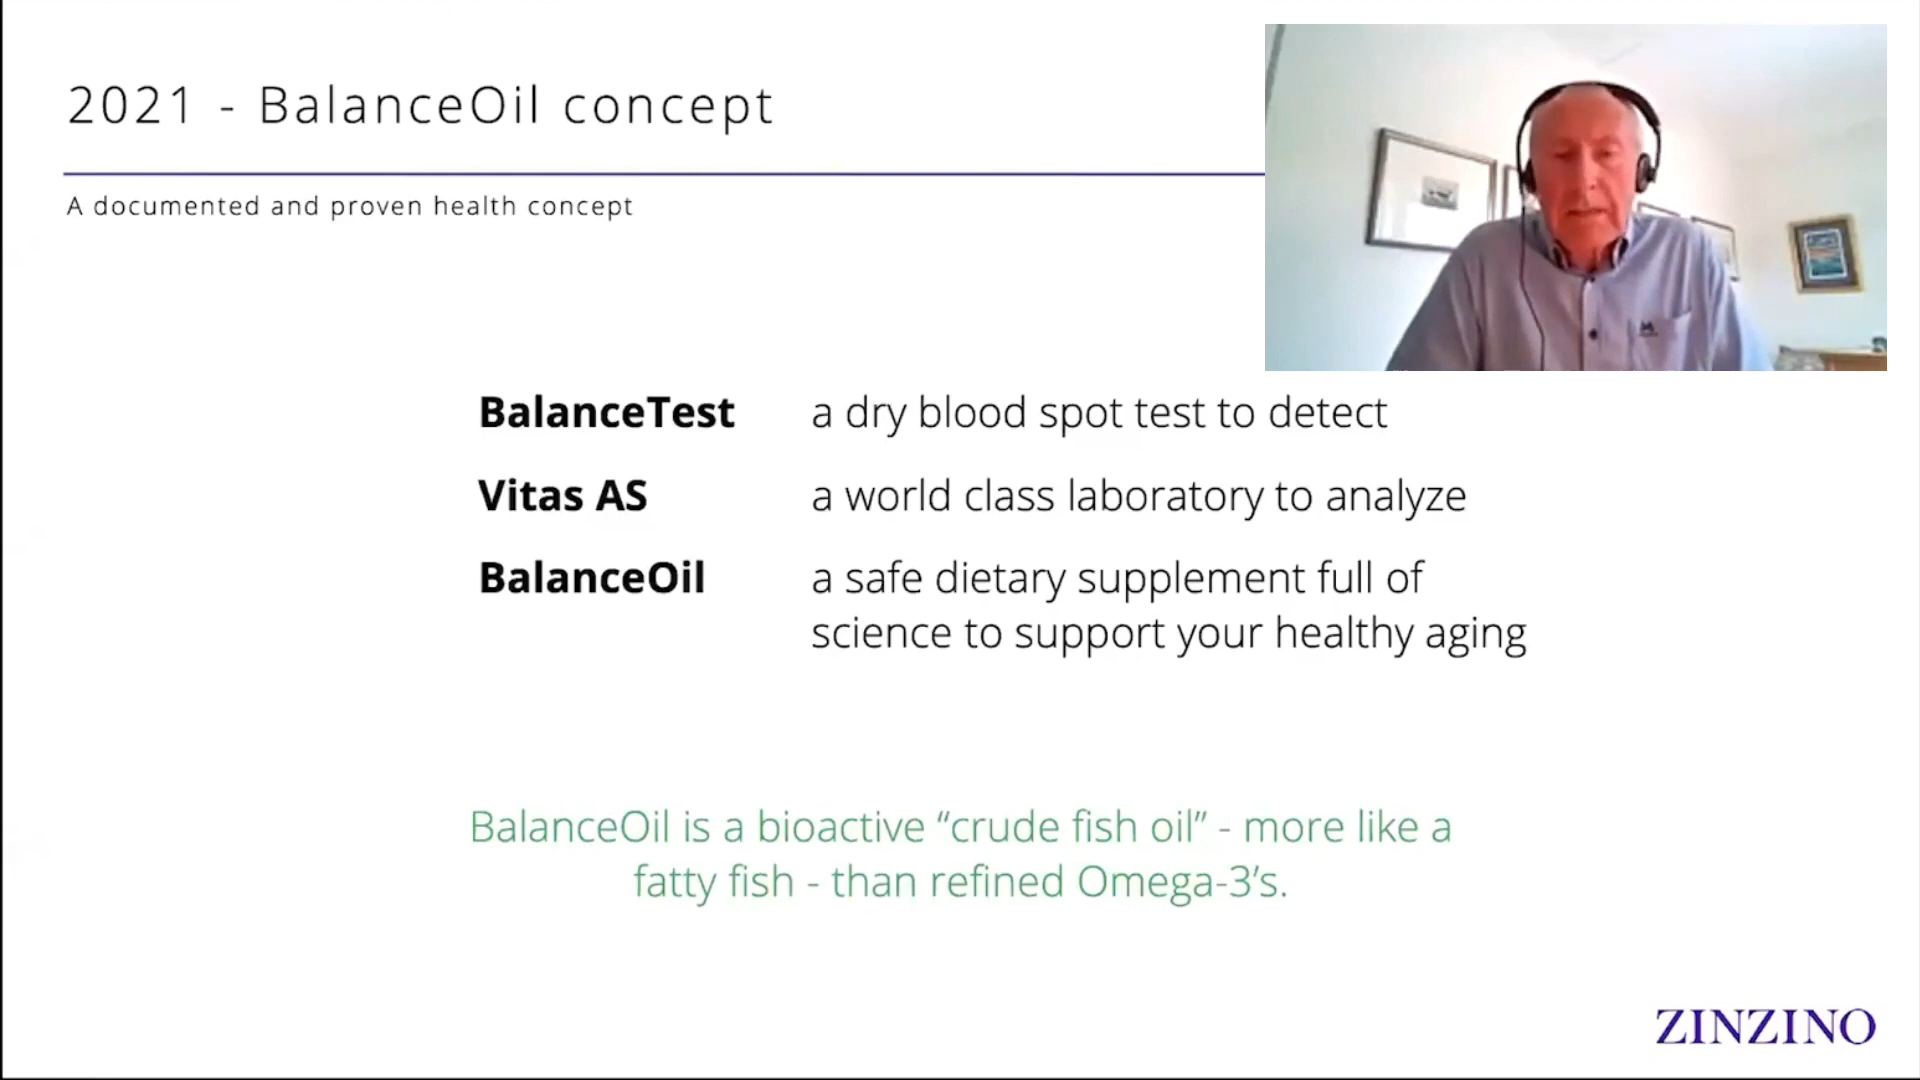 2021 - BalanceOil concept
A documented and proven health concept
BalanceTest a dry blood spot test to detect
Vitas AS a world class laboratory to analyze
BalanceOil a safe dietary supplement full of
science to support your healthy aging
BalanceOil is a bioactive “crude fish oil” - more like a
fatty fish - than refined Omega-3’s.
ZINZINO